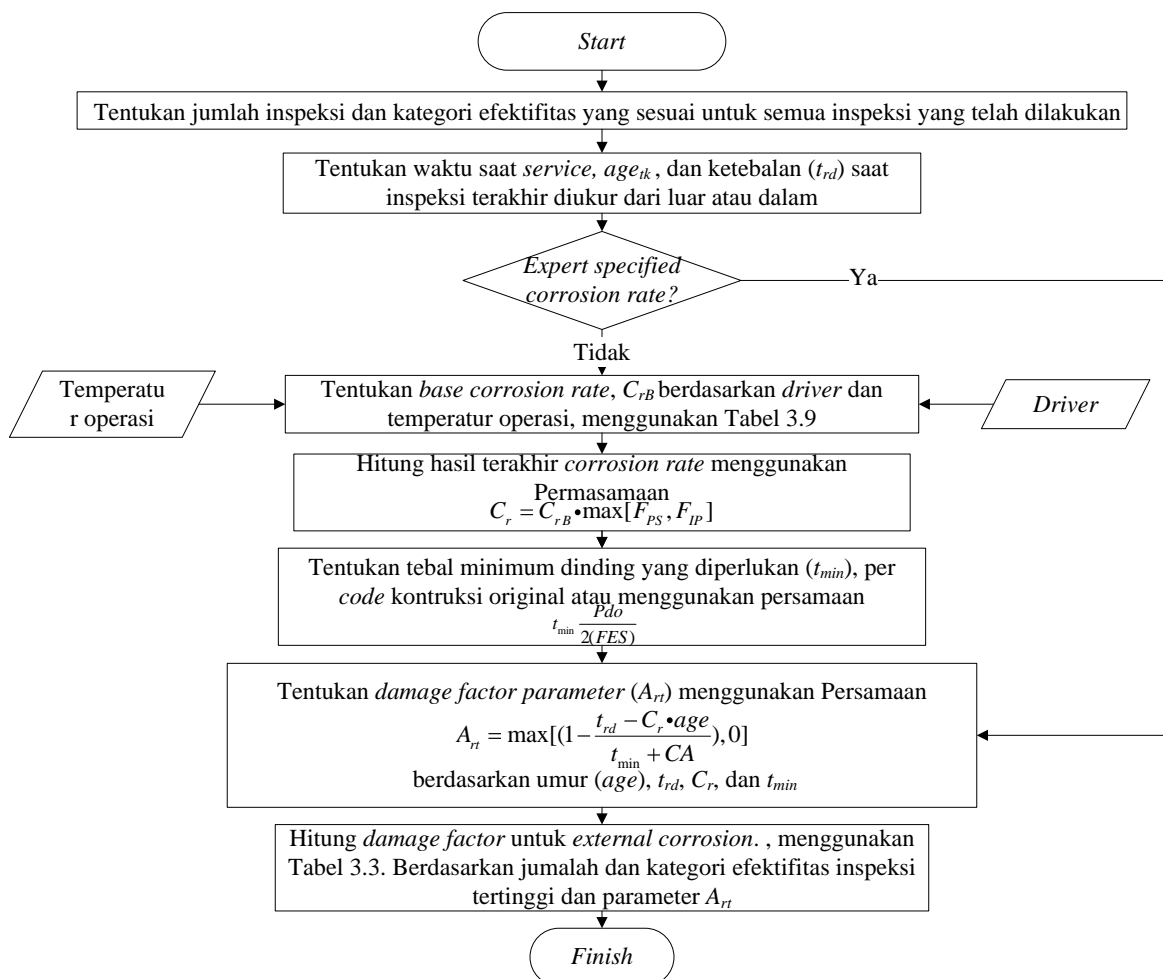 Start
Tentukan jumlah inspeksi dan kategori efektifitas yang sesuai untuk semua inspeksi yang telah dilakukan
Tentukan waktu saat service, age_tk, dan ketebalan (t_rd) saat
inspeksi terakhir diukur dari luar atau dalam
Expert specified
corrosion rate?
Ya
Tidak
Temperatu
r operasi
Tentukan base corrosion rate, C_rB berdasarkan driver dan
temperatur operasi, menggunakan Tabel 3.9
Driver
Hitung hasil terakhir corrosion rate menggunakan
Permasamaan
C_r = C_rB•max[F_PS, F_IP]
Tentukan tebal minimum dinding yang diperlukan (t_min), per
code kontruksi original atau menggunakan persamaan
t_min Pdo/2(FES)
Tentukan damage factor parameter (A_rt) menggunakan Persamaan
A_rt = max[(1-(t_rd - C_r•age)/(t_min + CA)),0]
berdasarkan umur (age), t_rd, C_r, dan t_min
Hitung damage factor untuk external corrosion. , menggunakan
Tabel 3.3. Berdasarkan jumalah dan kategori efektifitas inspeksi
tertinggi dan parameter A_rt
Finish